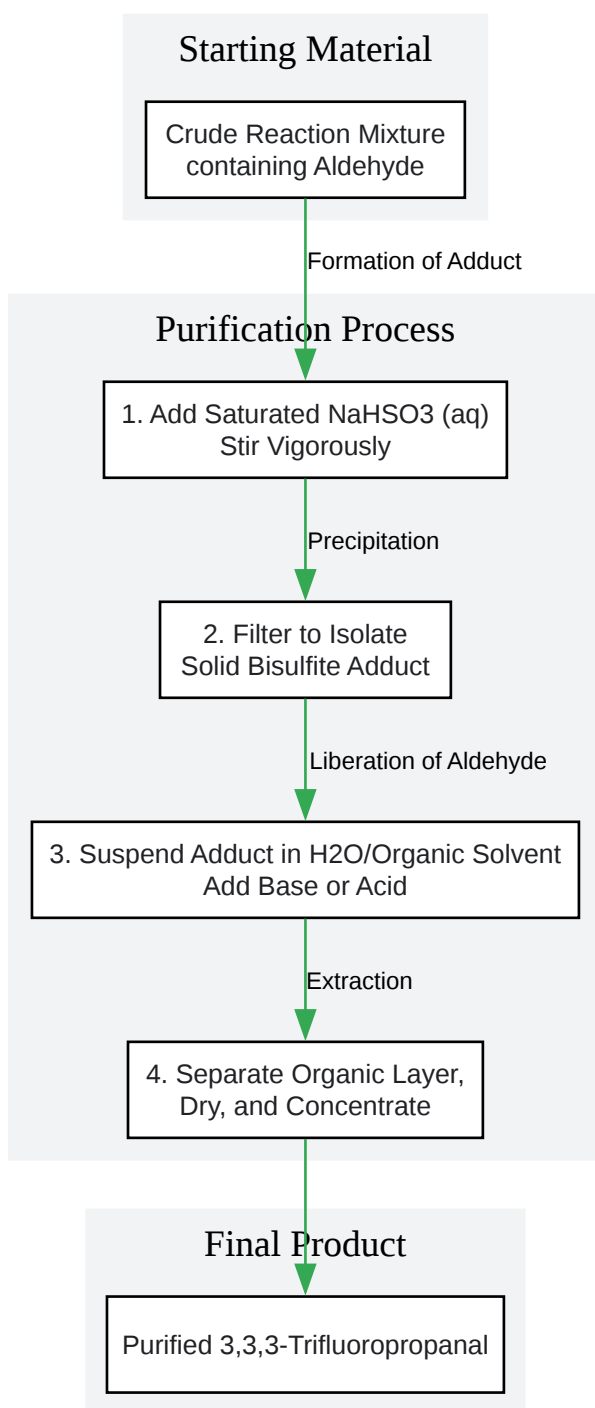 Starting Material
Crude Reaction Mixture
containing Aldehyde
Formation of Adduct
Purification Process
1. Add Saturated NaHSO3 (aq)
Stir Vigorously
Precipitation
2. Filter to Isolate
Solid Bisulfite Adduct
Liberation of Aldehyde
3. Suspend Adduct in H2O/Organic Solvent
Add Base or Acid
Extraction
4. Separate Organic Layer,
Dry, and Concentrate
Final Product
Purified 3,3,3-Trifluoropropanal